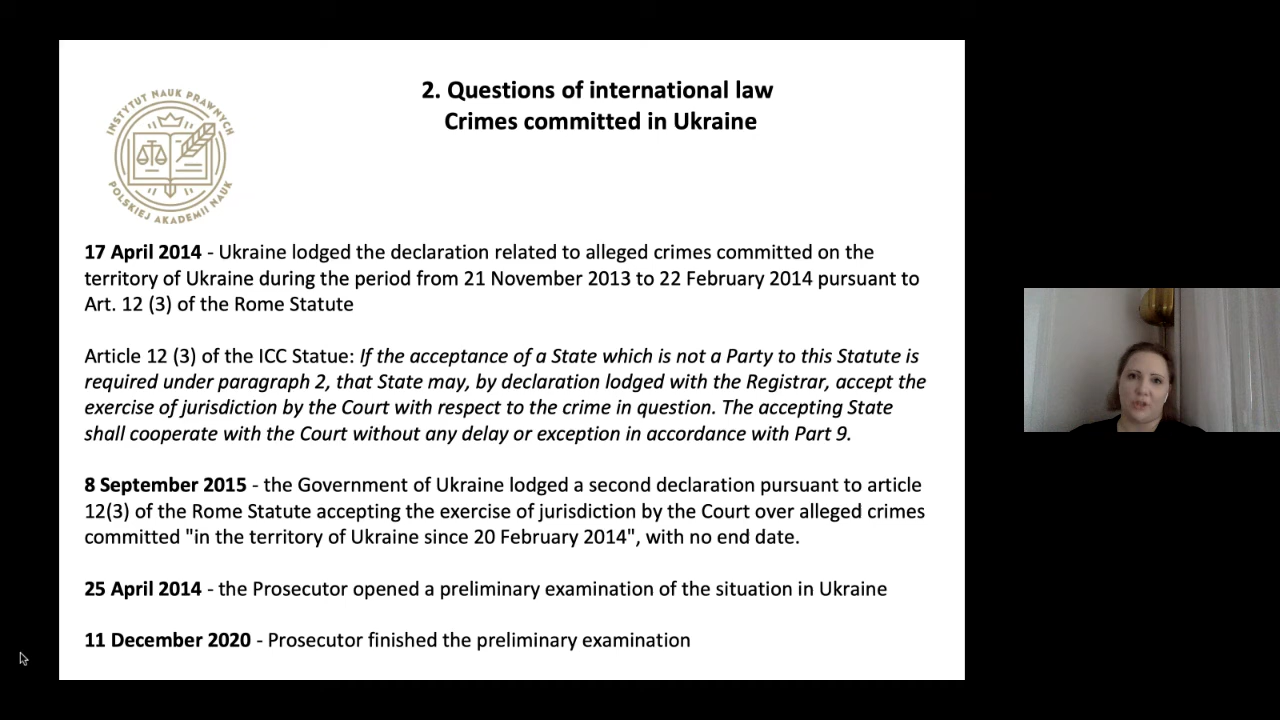 2. Questions of international law
Crimes committed in Ukraine
INSTYTUT NAUK PRAWNYCH
POLSKIEJ AKADEMII NAUK
17 April 2014 - Ukraine lodged the declaration related to alleged crimes committed on the
territory of Ukraine during the period from 21 November 2013 to 22 February 2014 pursuant to
Art. 12 (3) of the Rome Statute
Article 12 (3) of the ICC Statue: If the acceptance of a State which is not a Party to this Statute is
required under paragraph 2, that State may, by declaration lodged with the Registrar, accept the
exercise of jurisdiction by the Court with respect to the crime in question. The accepting State
shall cooperate with the Court without any delay or exception in accordance with Part 9.
8 September 2015 - the Government of Ukraine lodged a second declaration pursuant to article
12(3) of the Rome Statute accepting the exercise of jurisdiction by the Court over alleged crimes
committed "in the territory of Ukraine since 20 February 2014", with no end date.
25 April 2014 - the Prosecutor opened a preliminary examination of the situation in Ukraine
11 December 2020 - Prosecutor finished the preliminary examination